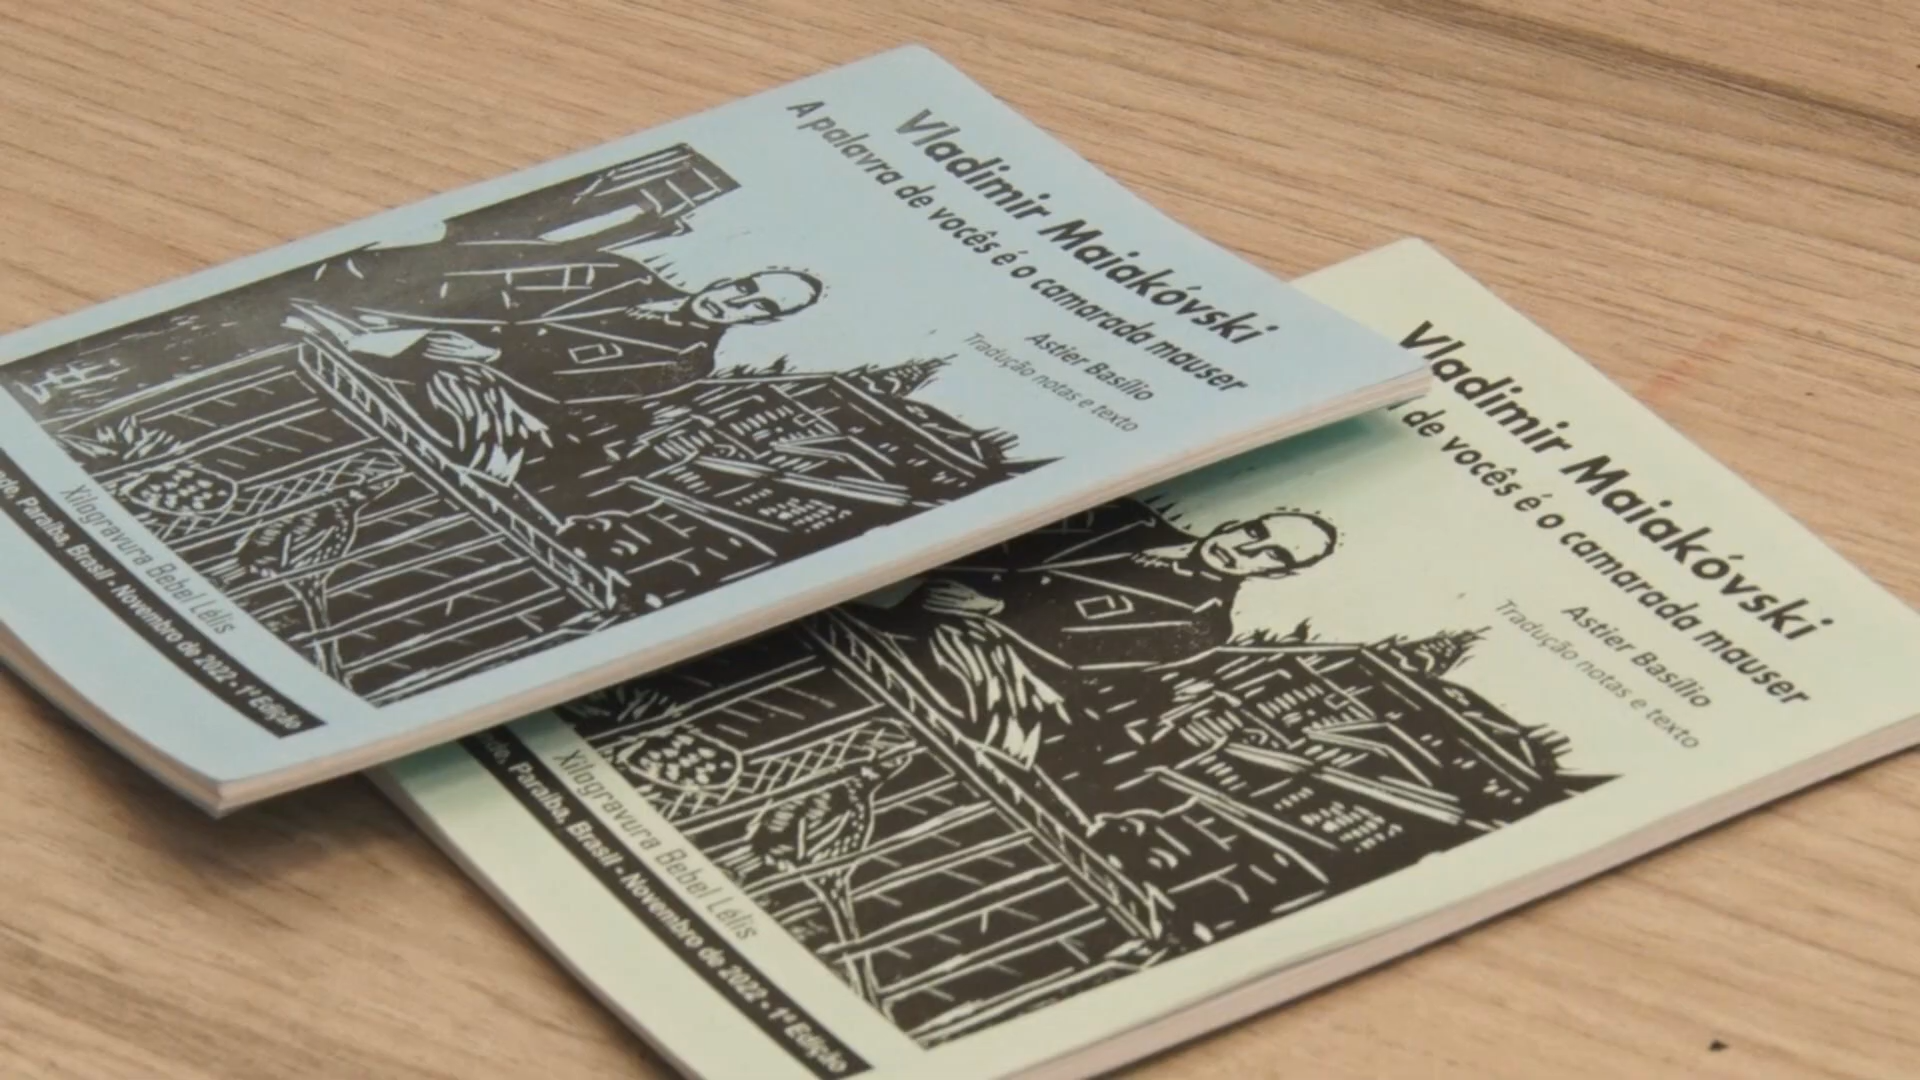 Vladimir Maiakóvski
A palavra de vocês é o camarada mauser
Astier Basílio
Tradução notas e texto
Xilogravura Bebel Lélis
Paraíba, Brasil • Novembro de 2022 • 1ª Edição
Vladimir Maiakóvski
de vocês é o camarada mauser
Astier Basílio
Tradução notas e texto
Xilogravura Bebel Lélis
Paraíba, Brasil • Novembro de 2022 • 1ª Edição